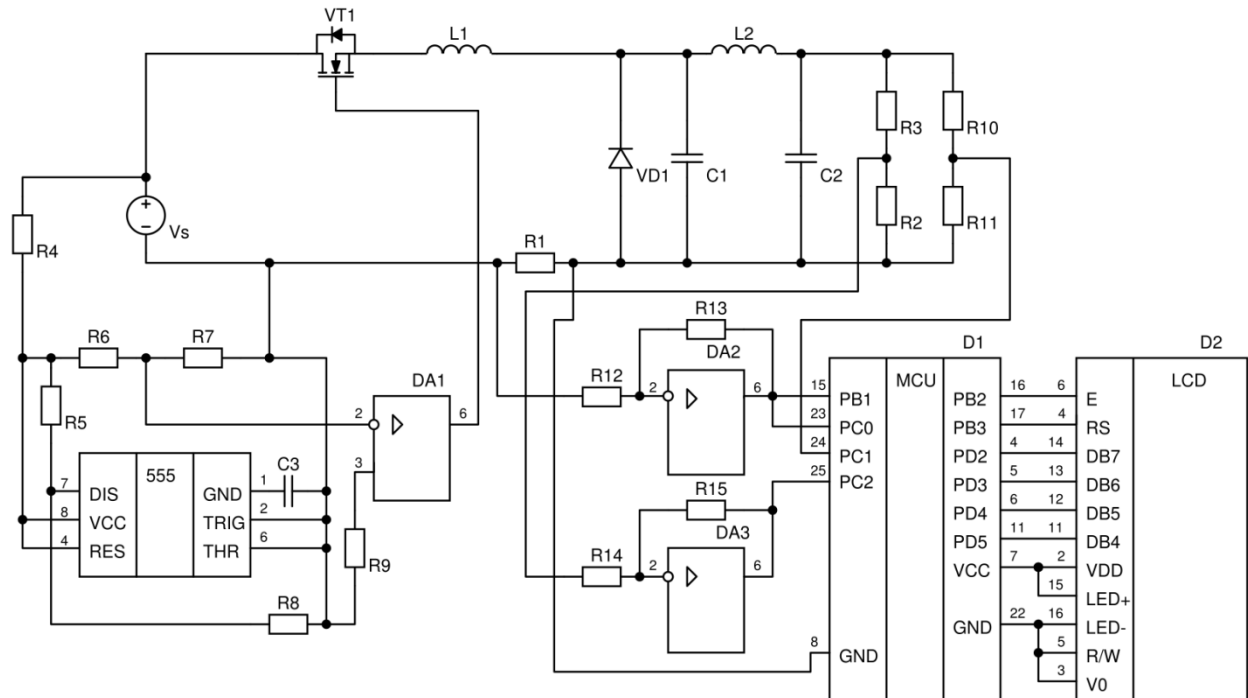 VT1
L1
L2
R3
R10
VD1
C1
C2
R2
R11
+
−
Vs
R4
R1
R6
R7
R5
DA1
2
6
3
R13
DA2
R12
2
6
D1
D2
MCU
LCD
15
PB1
PB2
16
6
E
23
PC0
PB3
17
4
RS
24
PC1
PD2
4
14
DB7
25
PC2
PD3
5
13
DB6
PD4
6
12
DB5
PD5
11
11
DB4
VCC
7
2
VDD
15
LED+
GND
22
16
LED-
5
R/W
3
V0
8
GND
555
C3
7
DIS
GND
1
8
VCC
TRIG
2
4
RES
THR
6
R9
R8
R15
DA3
R14
2
6